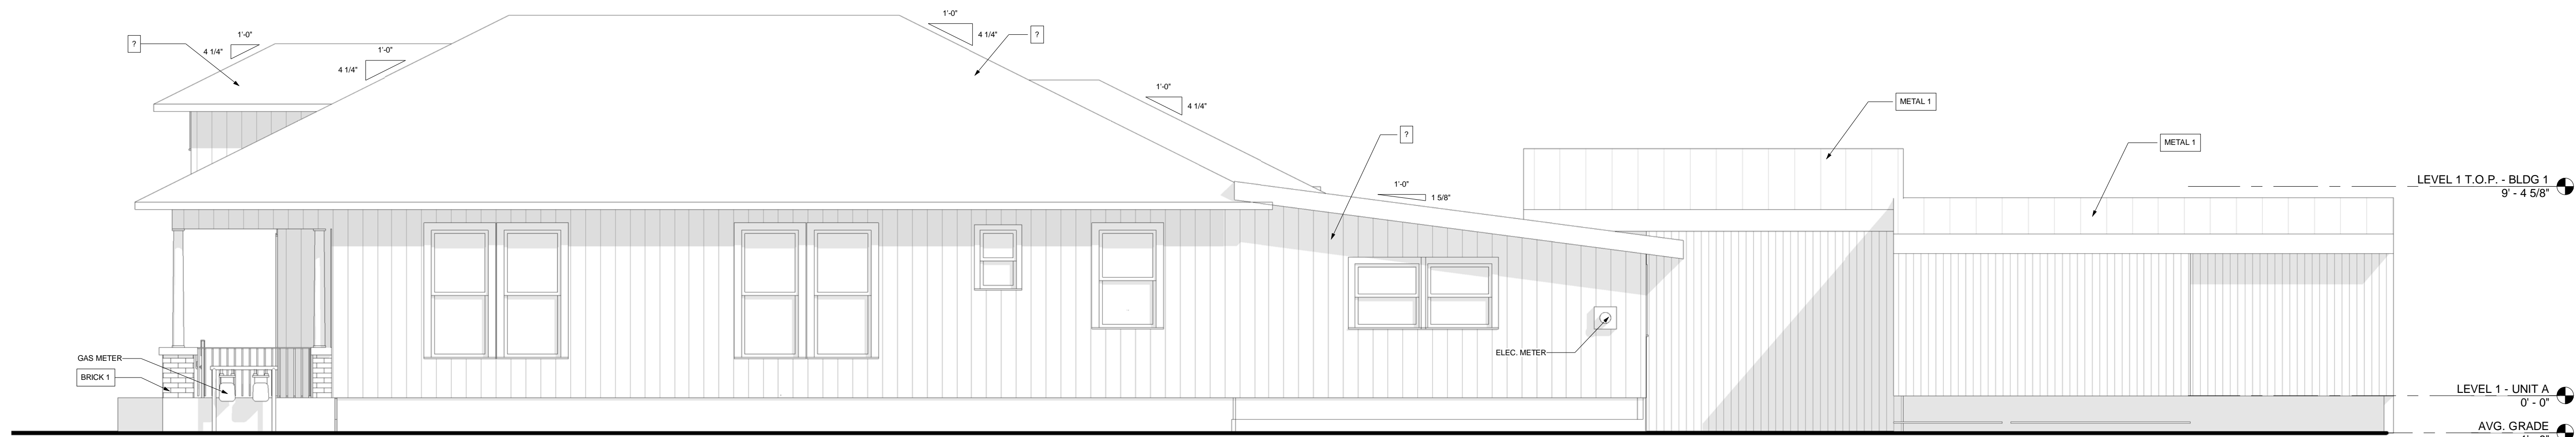 1'-0"
4 1/4"
?
1'-0"
4 1/4"
?
1'-0"
4 1/4"
1'-0"
4 1/4"
METAL 1
?
METAL 1
LEVEL 1 T.O.P. - BLDG 1
9' - 4 5/8"
1'-0"
1 5/8"
GAS METER
ELEC. METER
BRICK 1
LEVEL 1 - UNIT A
0' - 0"
AVG. GRADE